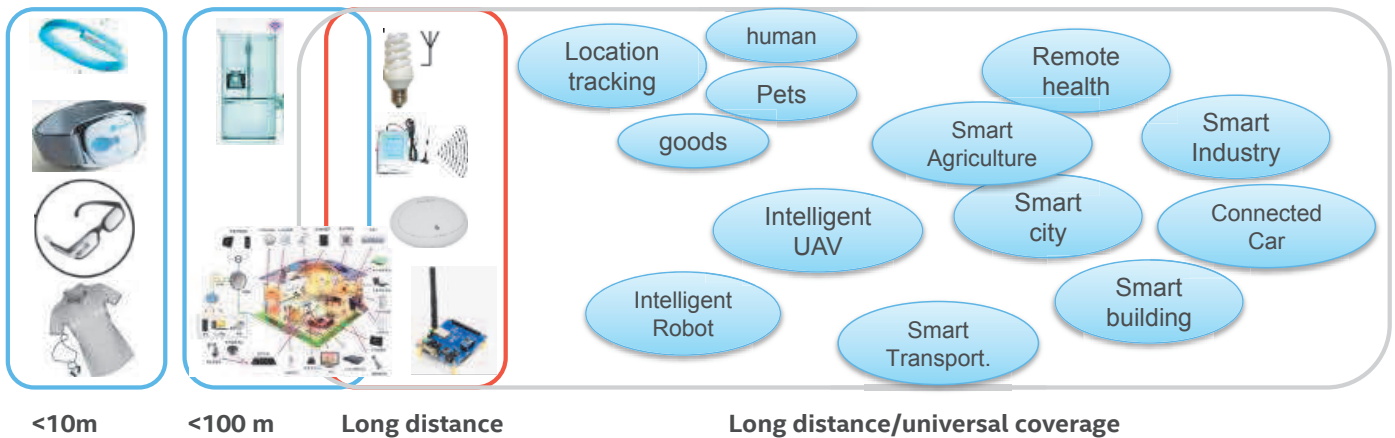 Location
tracking
human
Pets
goods
Remote
health
Smart
Agriculture
Smart
Industry
Intelligent
UAV
Smart
city
Connected
Car
Intelligent
Robot
Smart
Transport.
Smart
building
<10m
<100 m
Long distance
Long distance/universal coverage